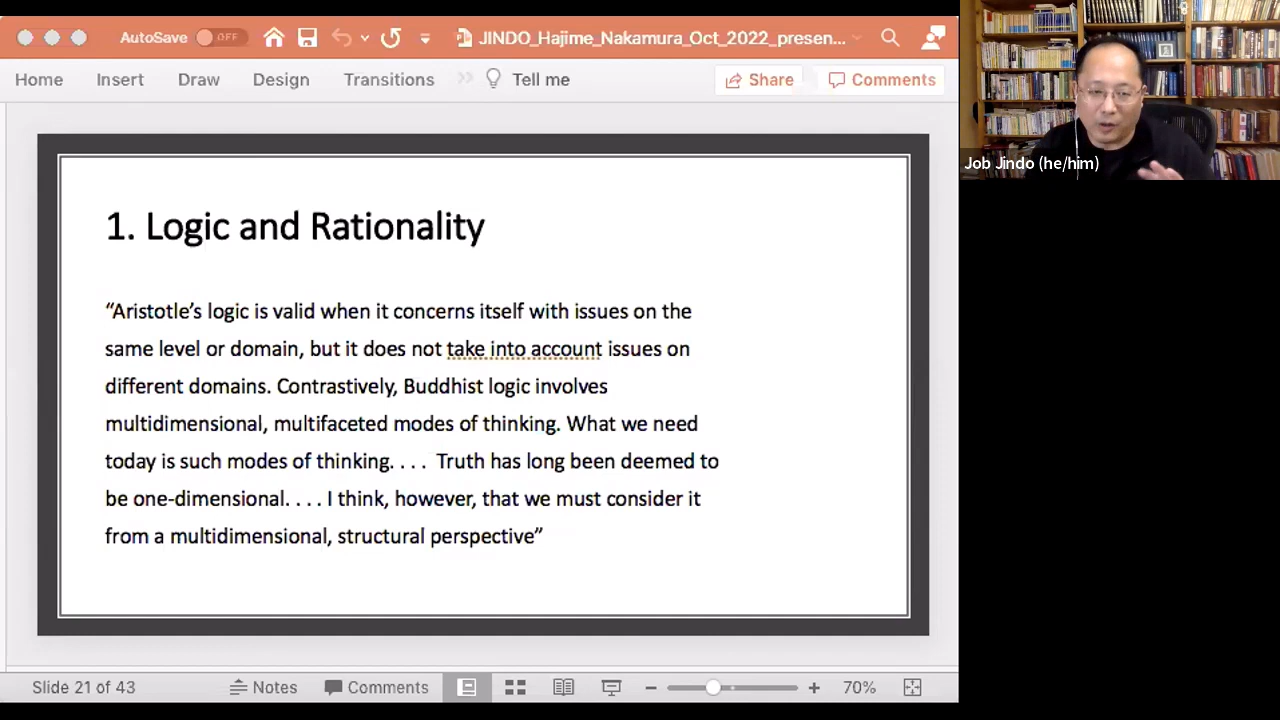 AutoSave OFF JINDO_Hajime_Nakamura_Oct_2022_presen...
Home Insert Draw Design Transitions Tell me Share Comments
1. Logic and Rationality
“Aristotle’s logic is valid when it concerns itself with issues on the
same level or domain, but it does not take into account issues on
different domains. Contrastively, Buddhist logic involves
multidimensional, multifaceted modes of thinking. What we need
today is such modes of thinking. . . . Truth has long been deemed to
be one-dimensional. . . . I think, however, that we must consider it
from a multidimensional, structural perspective”
Slide 21 of 43 Notes Comments 70%
Job Jindo (he/him)